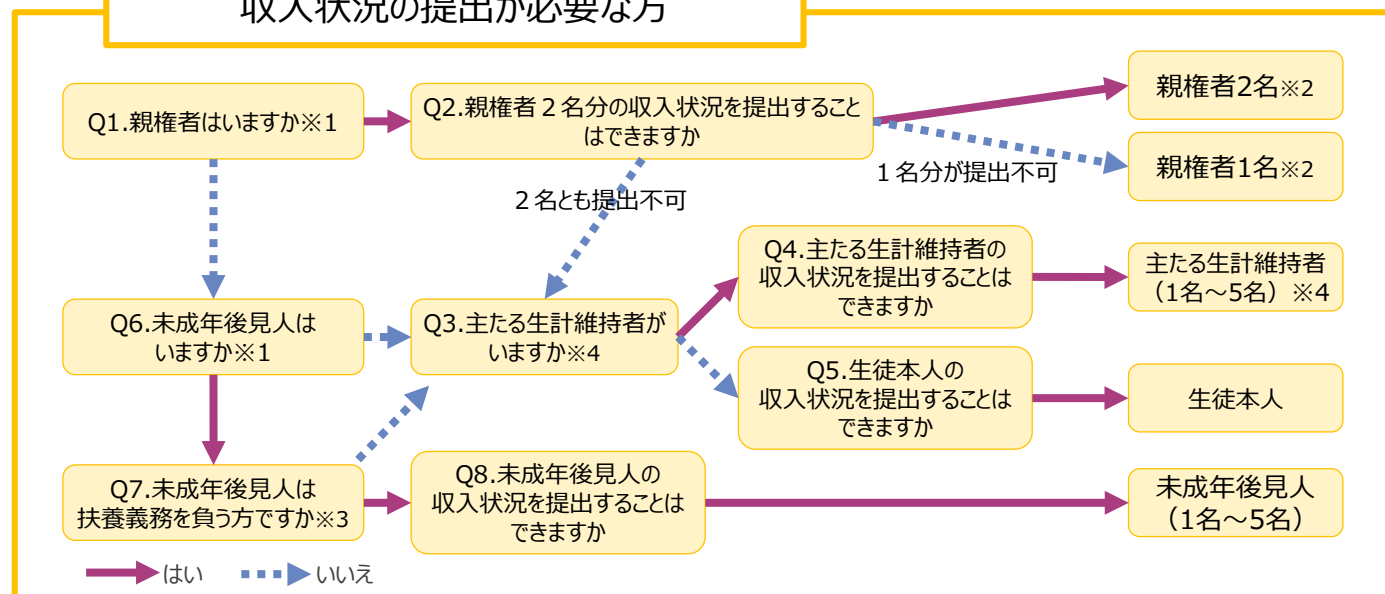 収入状況の提出が必要な方
Q1.親権者はいますか※1
Q2.親権者２名分の収入状況を提出すること
はできますか
親権者2名※2
１名分が提出不可
親権者1名※2
２名とも提出不可
Q6.未成年後見人は
いますか※1
Q3.主たる生計維持者が
いますか※4
Q4.主たる生計維持者の
収入状況を提出することは
できますか
主たる生計維持者
（1名～5名）※4
Q5.生徒本人の
収入状況を提出することは
できますか
生徒本人
Q7.未成年後見人は
扶養義務を負う方ですか※3
Q8.未成年後見人の
収入状況を提出することは
できますか
未成年後見人
（1名～5名）
はい
いいえ